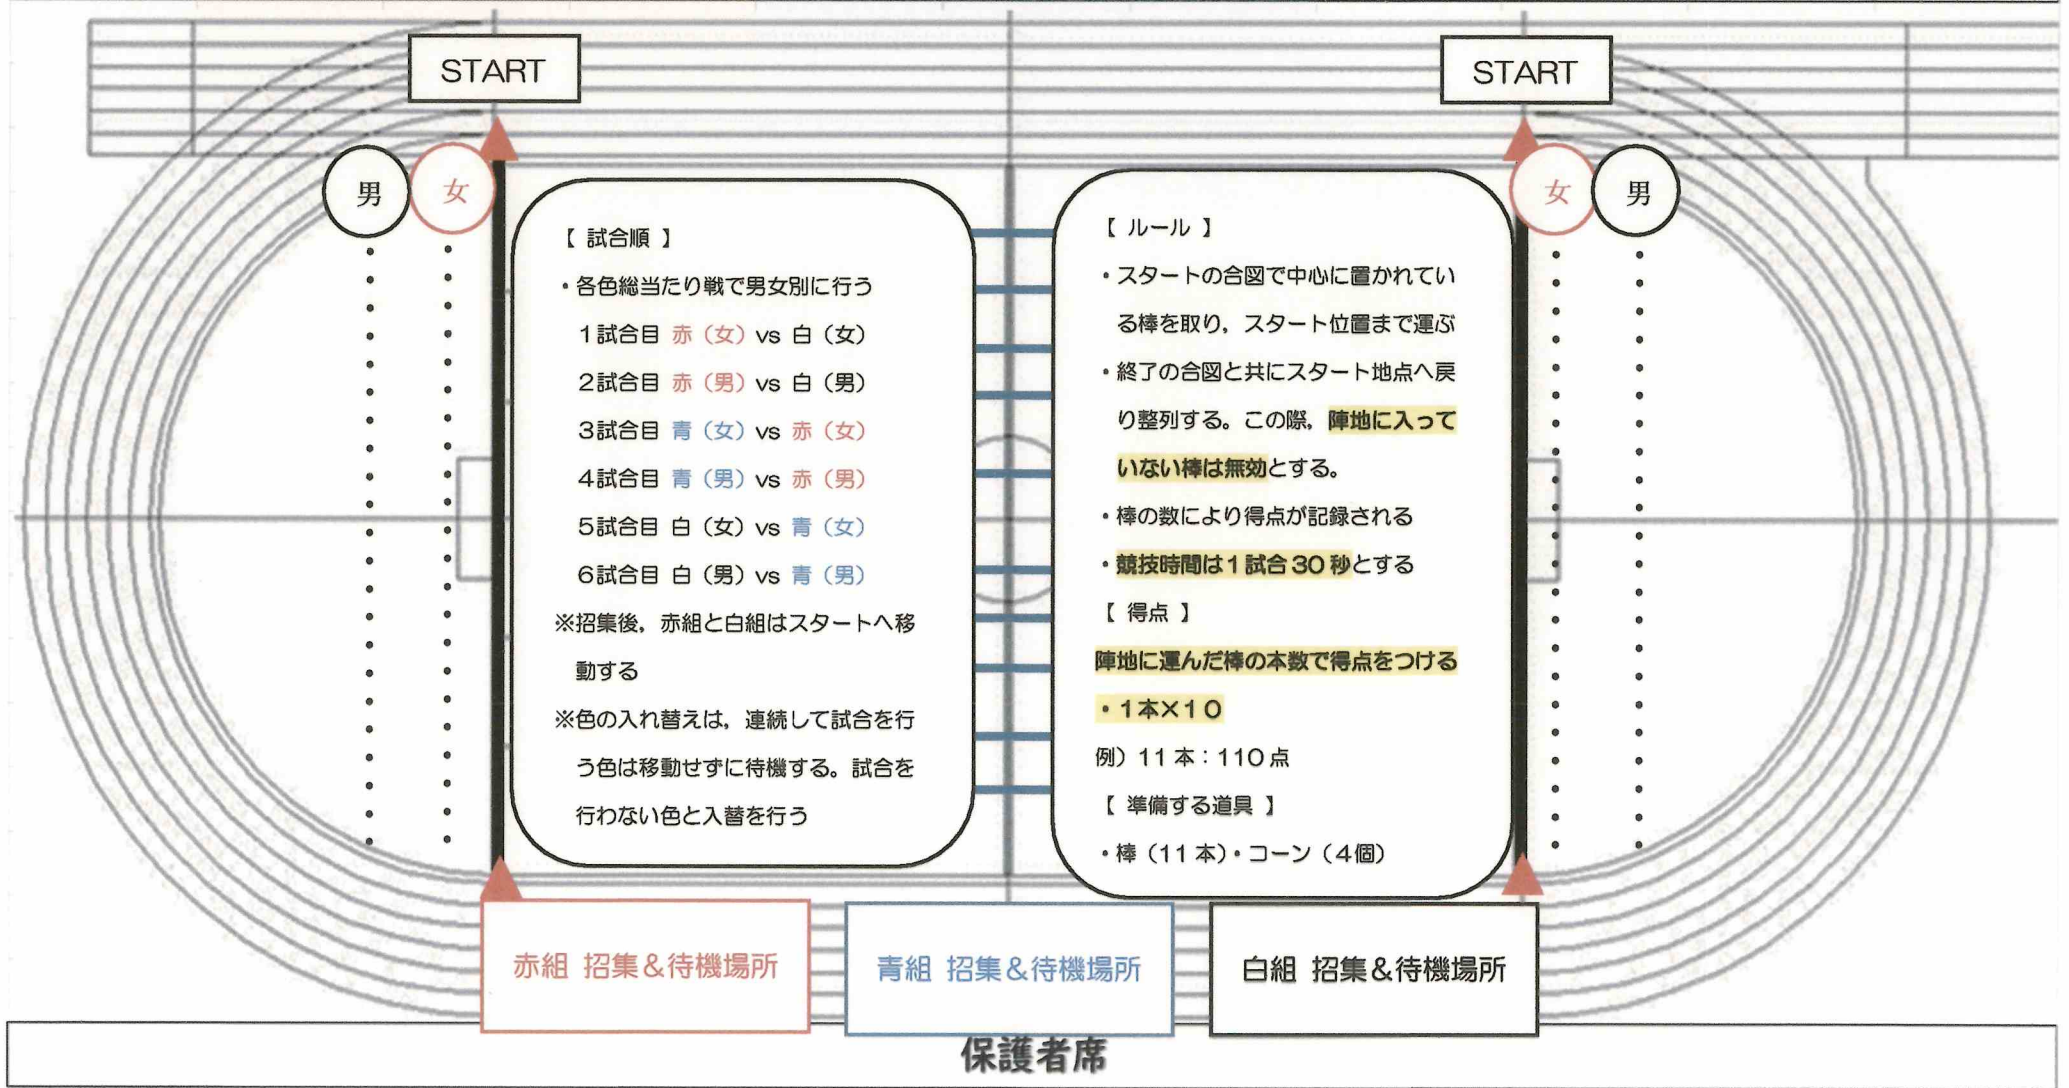 START
START
男
女
女
男
【 試合順 】
・各色総当たり戦で男女別に行う
1試合目 赤（女）vs 白（女）
2試合目 赤（男）vs 白（男）
3試合目 青（女）vs 赤（女）
4試合目 青（男）vs 赤（男）
5試合目 白（女）vs 青（女）
6試合目 白（男）vs 青（男）
※招集後，赤組と白組はスタートへ移
動する
※色の入れ替えは，連続して試合を行
う色は移動せずに待機する。試合を
行わない色と入替を行う
【 ルール 】
・スタートの合図で中心に置かれてい
る棒を取り，スタート位置まで運ぶ
・終了の合図と共にスタート地点へ戻
り整列する。この際，陣地に入って
いない棒は無効とする。
・棒の数により得点が記録される
・競技時間は1試合30秒とする
【 得点 】
陣地に運んだ棒の本数で得点をつける
・1本×10
例）11本：110点
【 準備する道具 】
・棒（11本）・コーン（4個）
赤組 招集＆待機場所
青組 招集＆待機場所
白組 招集＆待機場所
保護者席